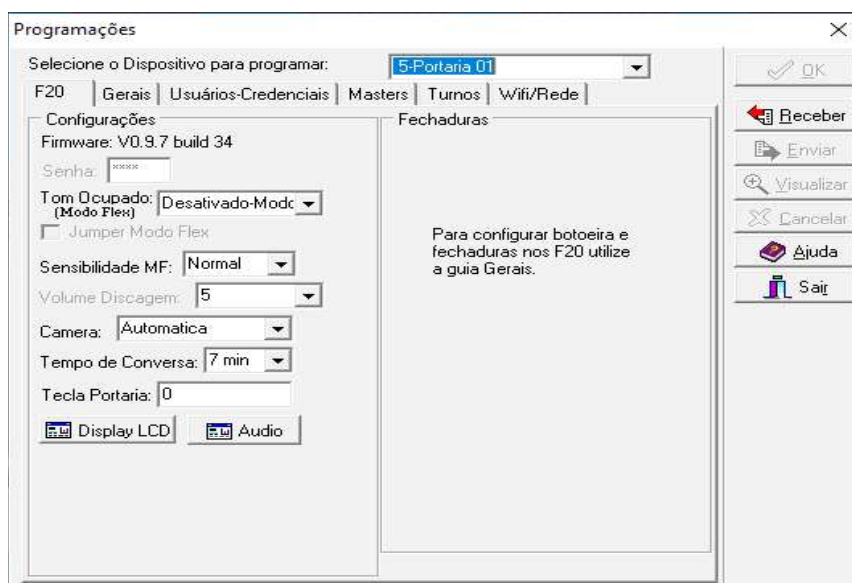 Programações
Selecione o Dispositivo para programar: 5-Portaria 01
F20 Gerais Usuários-Credenciais Masters Turnos Wifi/Rede
Configurações
Firmware: V0.9.7 build 34
Senha: ****
Tom Ocupado: Desativado-Modc
(Modo Flex)
Jumper Modo Flex
Sensibilidade MF: Normal
Volume Discagem: 5
Camera: Automatica
Tempo de Conversa: 7 min
Tecla Portaria: 0
Display LCD Audio
Fechaduras
Para configurar botoeira e
fechaduras nos F20 utilize
a guia Gerais.
OK
Receber
Enviar
Visualizar
Cancelar
Ajuda
Sair